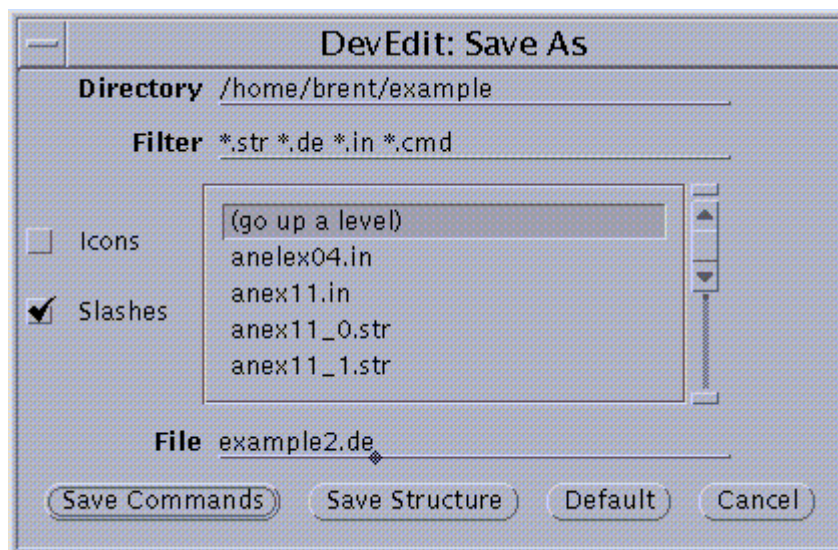 DevEdit: Save As
Directory /home/brent/example
Filter *.str *.de *.in *.cmd
(go up a level)
Icons
anelex04.in
anex11.in
Slashes
anex11_0.str
anex11_1.str
File example2.de
Save Commands Save Structure Default Cancel